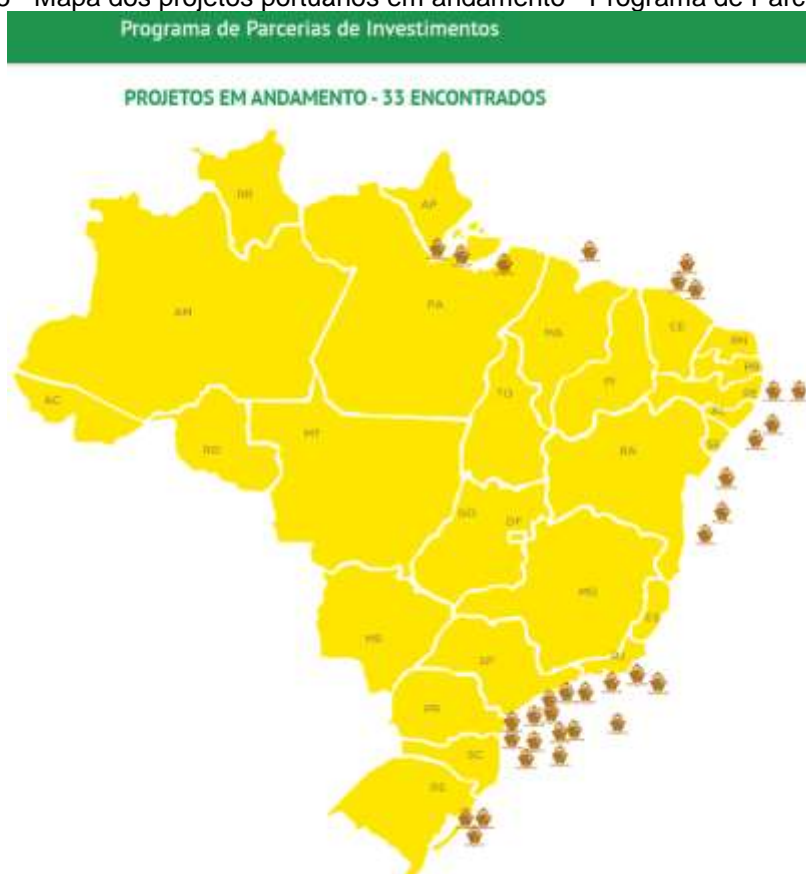 Mapa dos projetos portuários em andamento - Programa de Parce
Programa de Parcerias de Investimentos
PROJETOS EM ANDAMENTO - 33 ENCONTRADOS
RR
AP
AM
PA
MA
CE
RN
PB
PE
AL
SE
PI
TO
AC
RO
MT
BA
GO
DF
MG
ES
MS
SP
RJ
PR
SC
RS